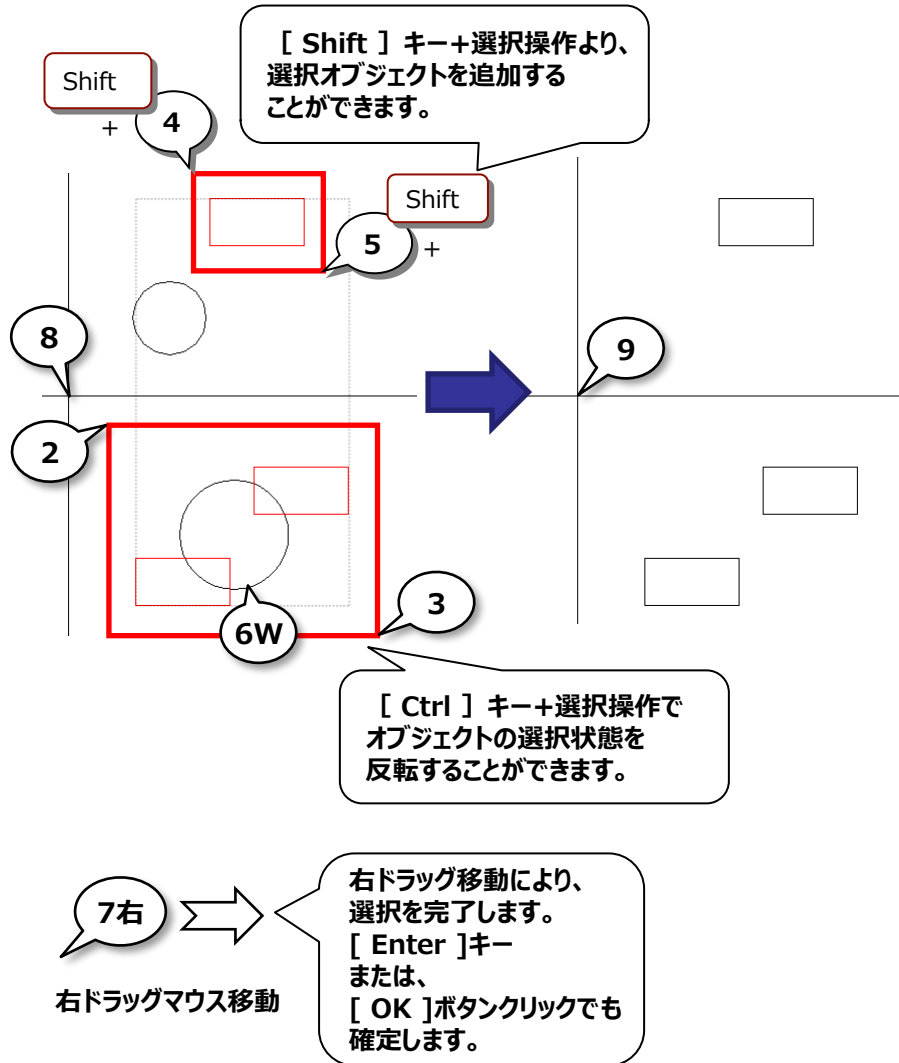 [ Shift ] キー+選択操作より、
選択オブジェクトを追加する
ことができます。
Shift
+
4
Shift
5
+
8
9
2
3
6W
[ Ctrl ] キー+選択操作で
オブジェクトの選択状態を
反転することができます。
7右
右ドラッグマウス移動
右ドラッグ移動により、
選択を完了します。
[ Enter ]キー
または、
[ OK ]ボタンクリックでも
確定します。